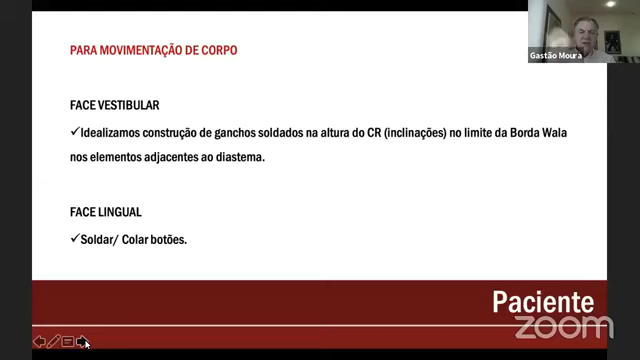 PARA MOVIMENTAÇÃO DE CORPO
Gastão Moura
FACE VESTIBULAR
✓Idealizamos construção de ganchos soldados na altura do CR (inclinações) no limite da Borda Wala
nos elementos adjacentes ao diastema.
FACE LINGUAL
✓Soldar/ Colar botões.
Paciente
zoom